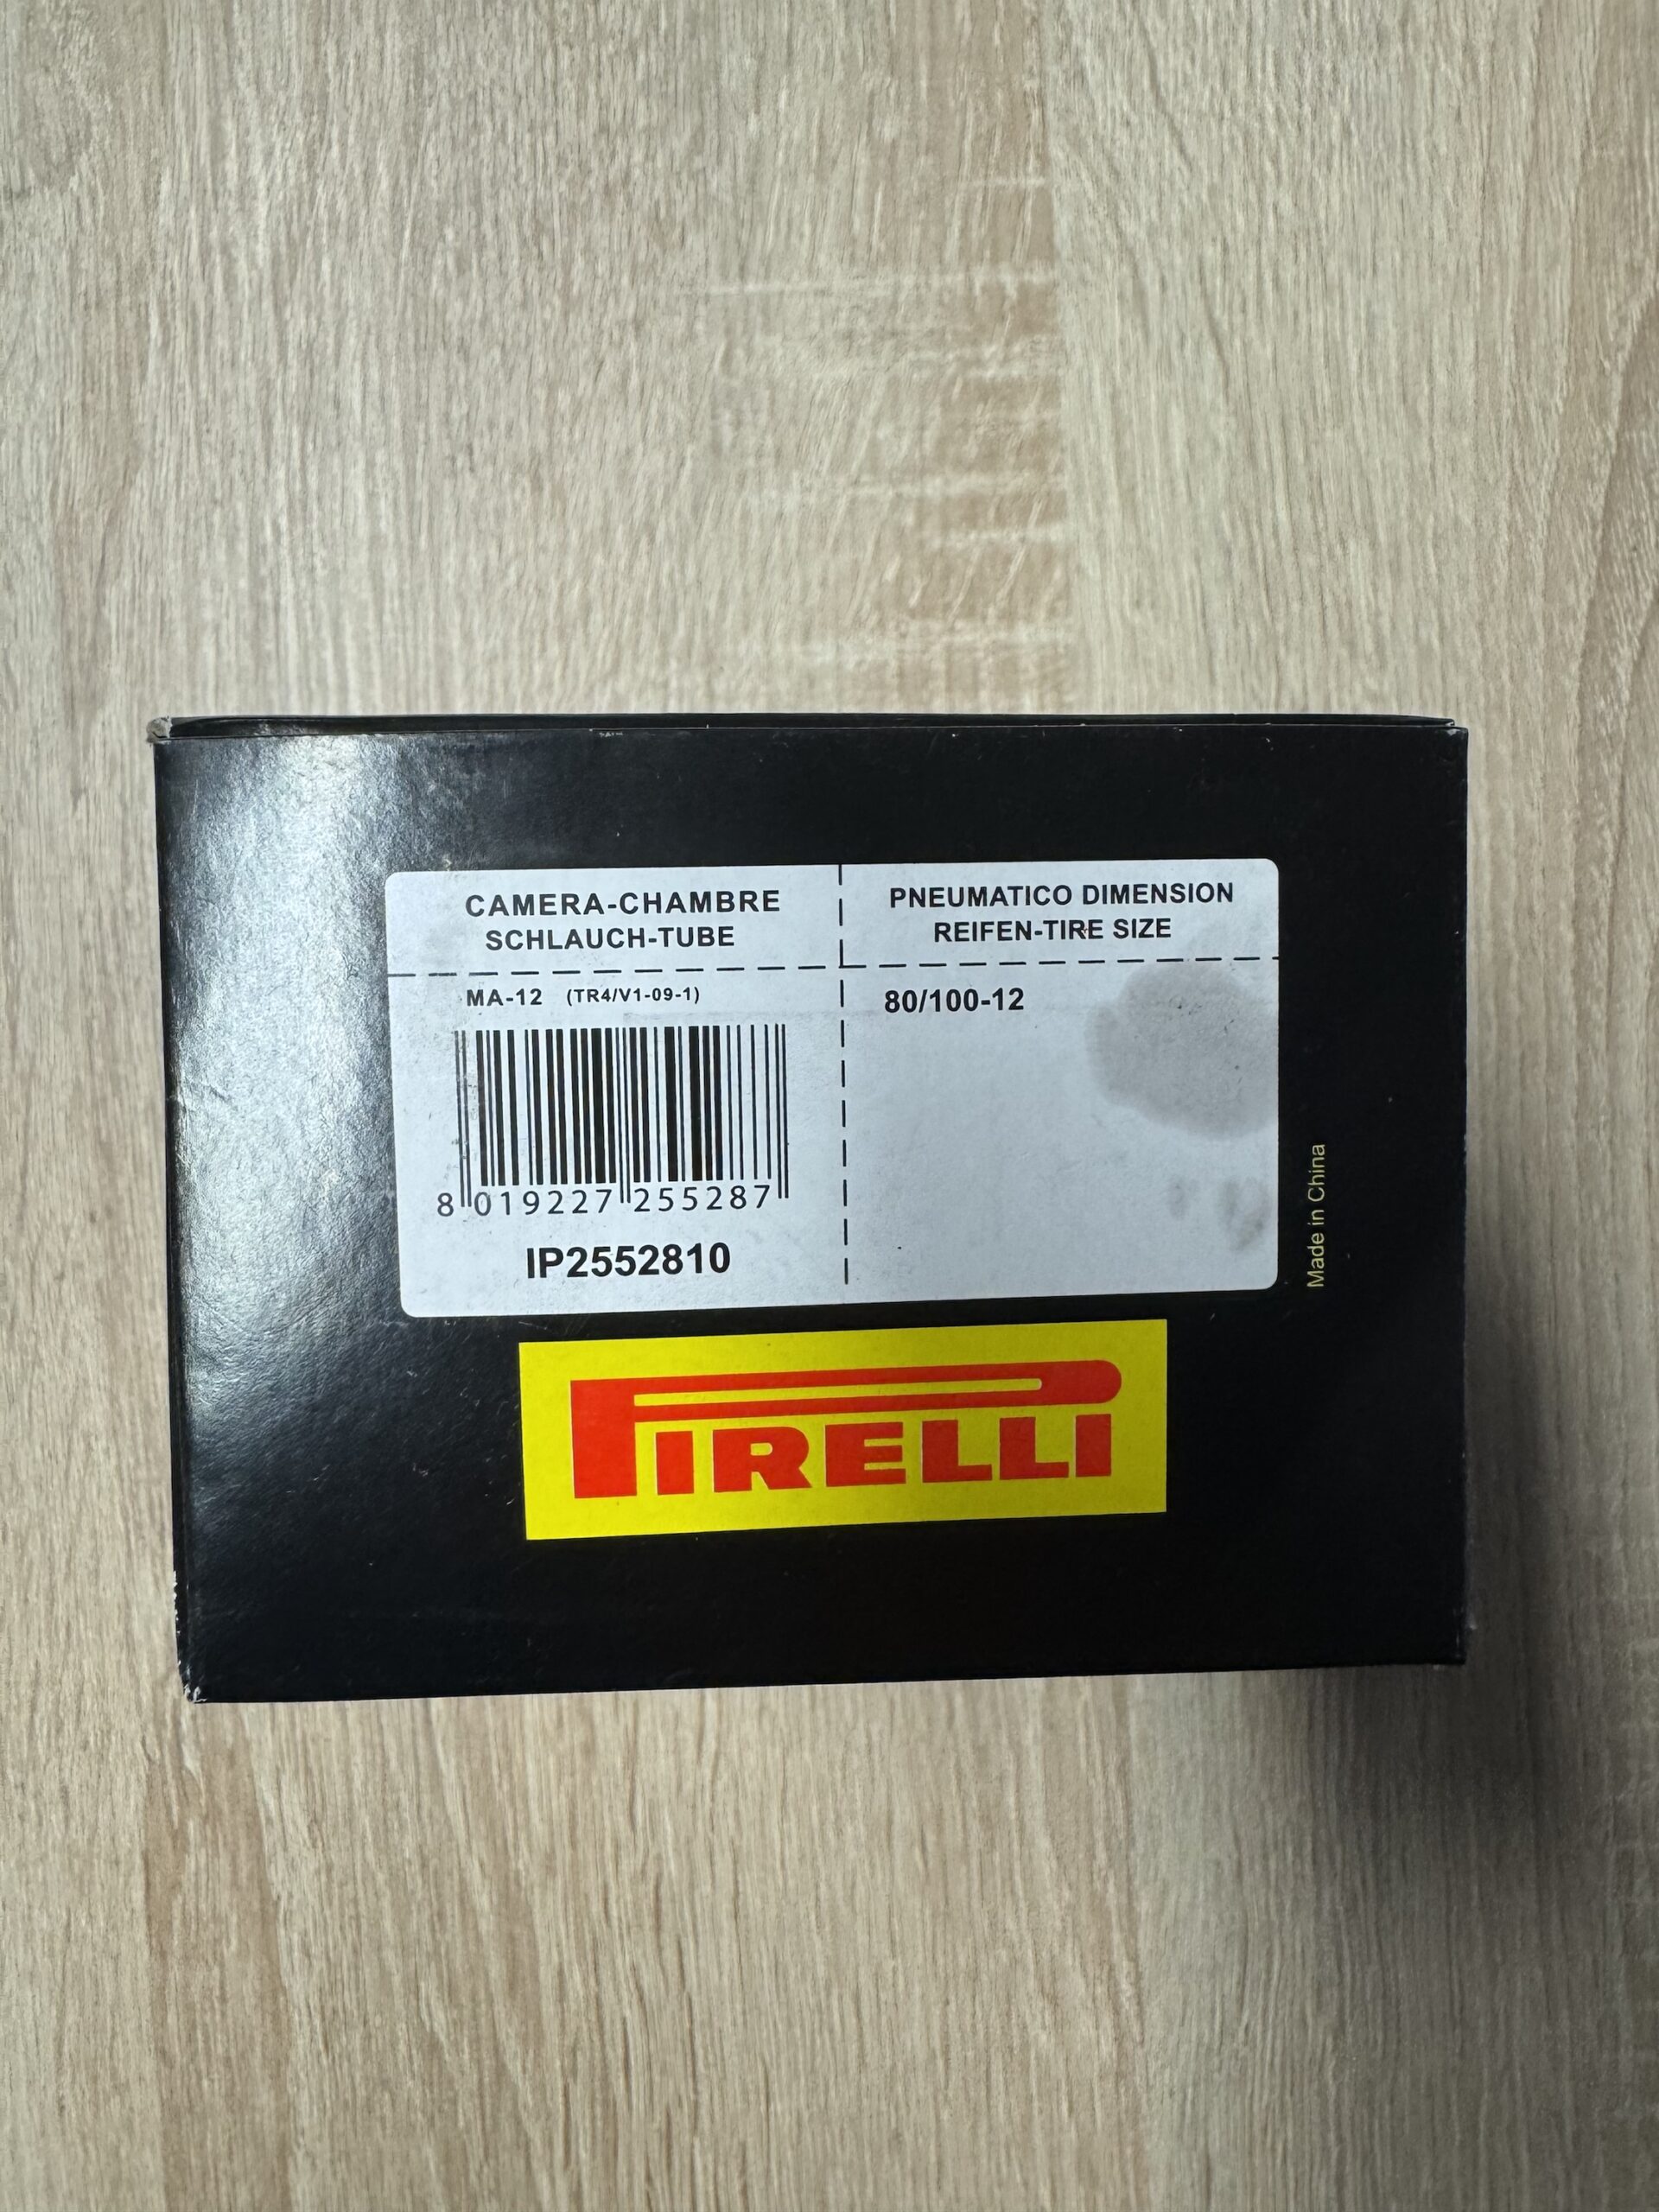 CAMERA-CHAMBRE
SCHLAUCH-TUBE
PNEUMATICO DIMENSION
REIFEN-TIRE SIZE
MA-12 (TR4/V1-09-1)
80/100-12
8 019227 255287
IP2552810
Made in China
PIRELLI